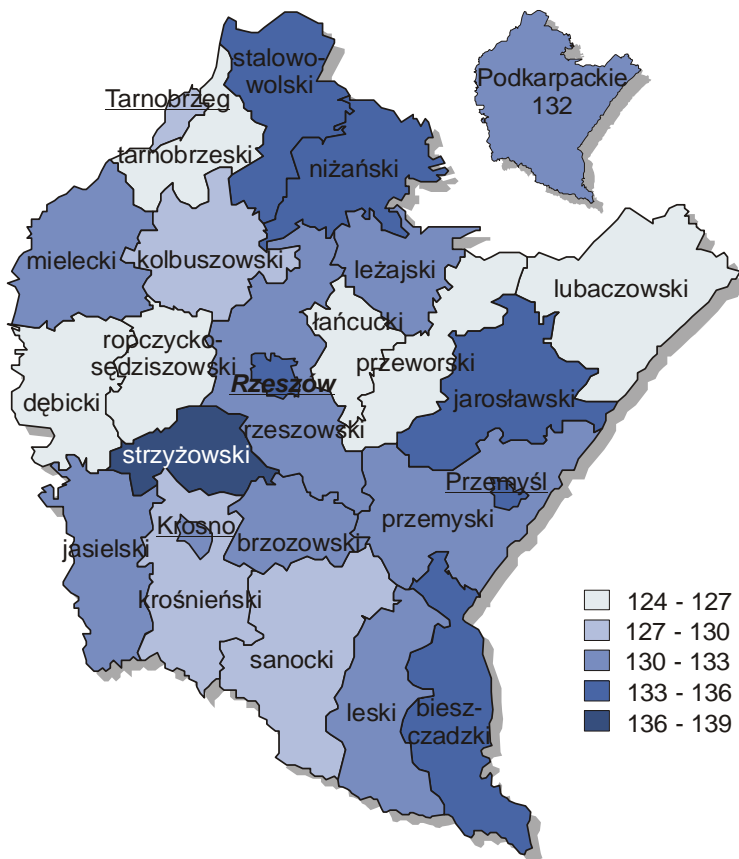 stalowo-
wolski
Podkarpackie
132
Tarnobrzeg
tarnobrzeski
niżański
mielecki
kolbuszowski
leżajski
lubaczowski
łańcucki
ropczycko-
sędziszowski
przeworski
Rzeszów
dębicki
jarosławski
rzeszowski
strzyżowski
Przemyśl
przemyski
Krosno
jasielski
brzozowski
krośnieński
sanocki
leski
biesz-
czadzki
124 - 127
127 - 130
130 - 133
133 - 136
136 - 139